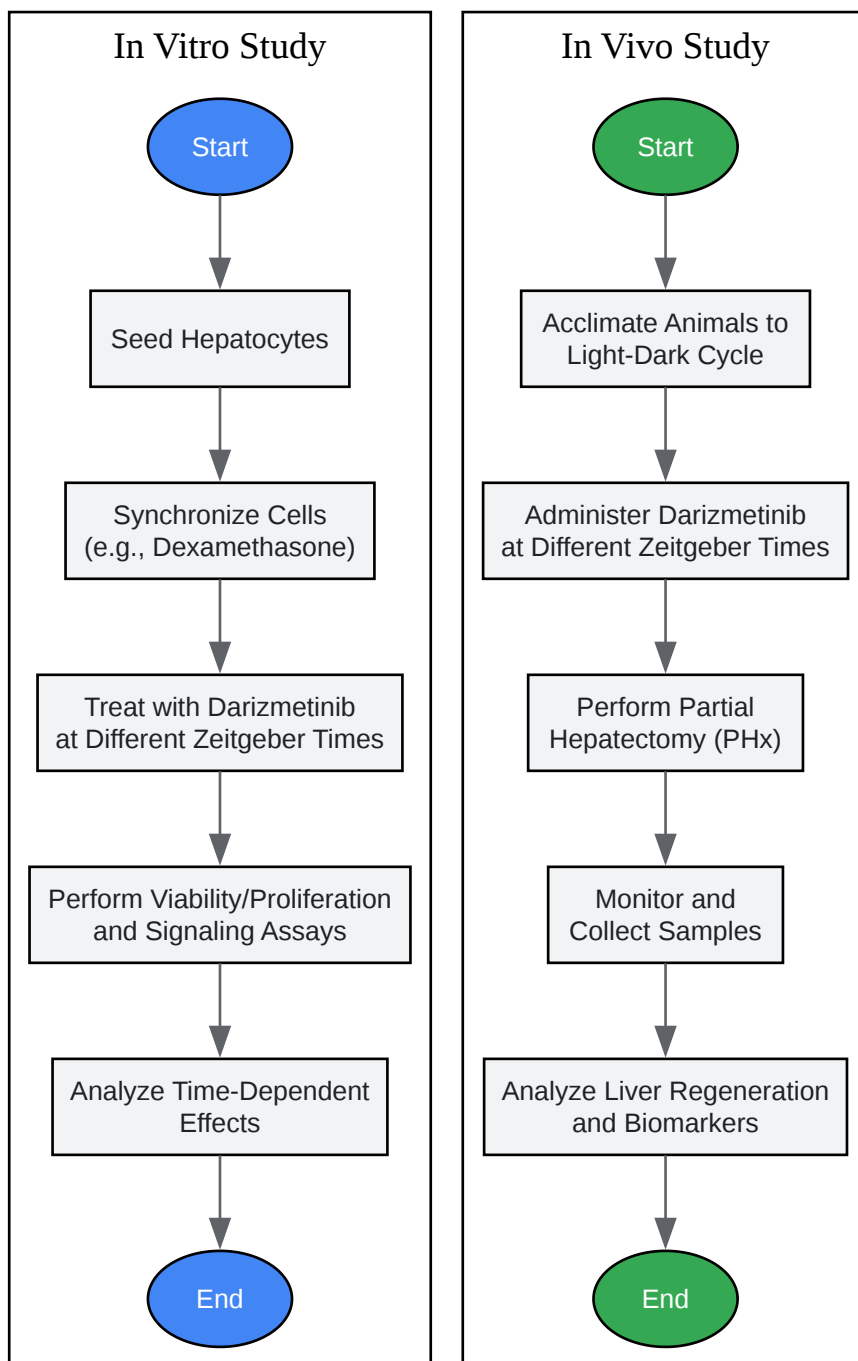 In Vitro Study
Start
Seed Hepatocytes
Synchronize Cells
(e.g., Dexamethasone)
Treat with Darizmetinib
at Different Zeitgeber Times
Perform Viability/Proliferation
and Signaling Assays
Analyze Time-Dependent
Effects
End
In Vivo Study
Start
Acclimate Animals to
Light-Dark Cycle
Administer Darizmetinib
at Different Zeitgeber Times
Perform Partial
Hepatectomy (PHx)
Monitor and
Collect Samples
Analyze Liver Regeneration
and Biomarkers
End